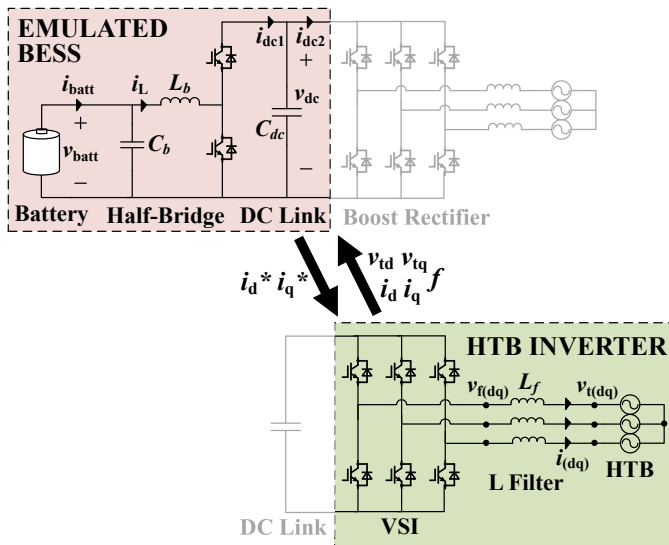 EMULATED
BESS
i_dc1 i_dc2
i_batt i_L L_b
+ + v_dc
v_batt C_b C_dc
− −
Battery Half-Bridge DC Link Boost Rectifier
i_d* i_q* v_td v_tq
i_d i_q f
HTB INVERTER
v_f(dq) L_f v_t(dq)
i_(dq)
L Filter HTB
DC Link VSI